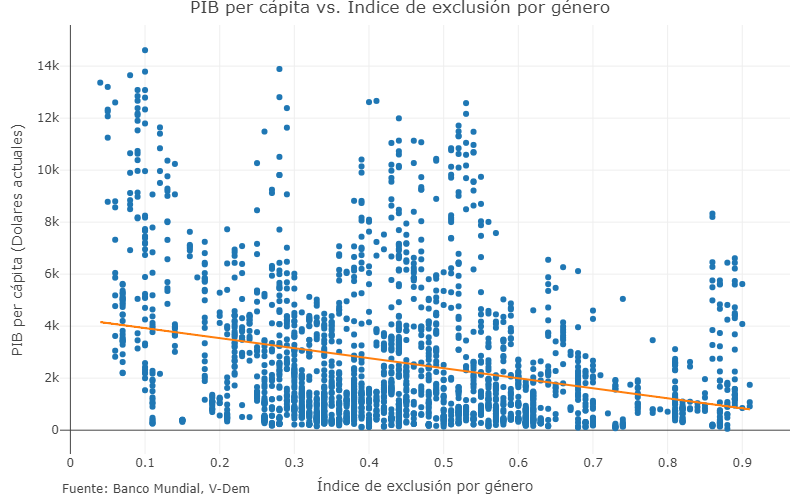 PIB per cápita vs. Índice de exclusión por género
PIB per cápita (Dolares actuales)
14k
12k
10k
8k
6k
4k
2k
0
0 0.1 0.2 0.3 0.4 0.5 0.6 0.7 0.8 0.9
Índice de exclusión por género
Fuente: Banco Mundial, V-Dem